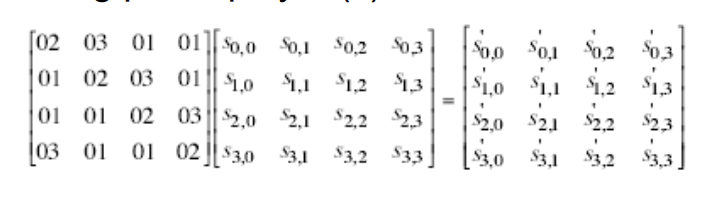 [02 03 01 01] [s0,0 s0,1 s0,2 s0,3] [s'0,0 s'0,1 s'0,2 s'0,3]
[01 02 03 01] [s1,0 s1,1 s1,2 s1,3] = [s'1,0 s'1,1 s'1,2 s'1,3]
[01 01 02 03] [s2,0 s2,1 s2,2 s2,3] [s'2,0 s'2,1 s'2,2 s'2,3]
[03 01 01 02] [s3,0 s3,1 s3,2 s3,3] [s'3,0 s'3,1 s'3,2 s'3,3]